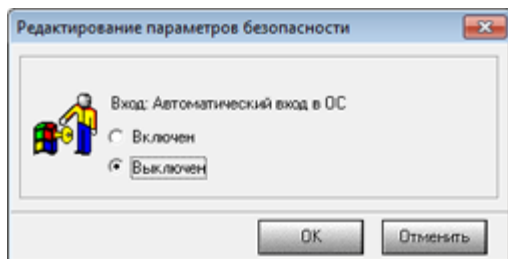 Редактирование параметров безопасности
Вход: Автоматический вход в ОС
Включен
Выключен
OK
Отменить